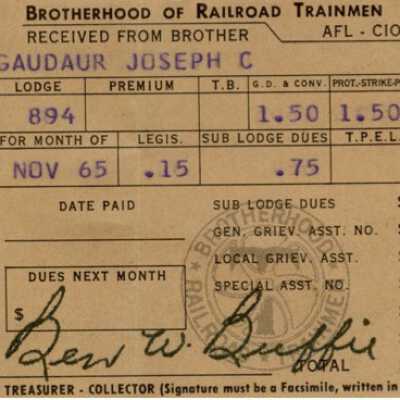 BROTHERHOOD OF RAILROAD TRAINMEN
RECEIVED FROM BROTHER AFL - CIO
GAUDAUR JOSEPH C
LODGE PREMIUM T.B. G.D. & CONV. PROT.-STRIKE-P
894 1.50 1.50
FOR MONTH OF LEGIS. SUB LODGE DUES T.P.E.L.
NOV 65 .15 .75
DATE PAID SUB LODGE DUES
GEN. GRIEV. ASST. NO.
LOCAL GRIEV. ASST.
DUES NEXT MONTH SPECIAL ASST. NO.
BROTHERHOOD
RAILROAD
$
Ben W. Buffie
TOTAL
TREASURER - COLLECTOR (Signature must be a Facsimile, written in